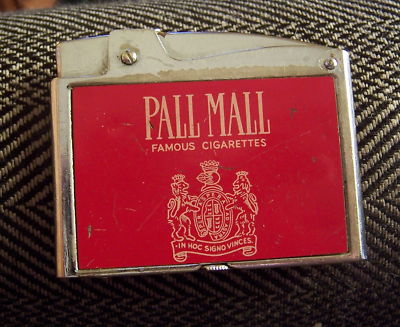 PALL MALL
FAMOUS CIGARETTES
·IN HOC SIGNO VINCES·